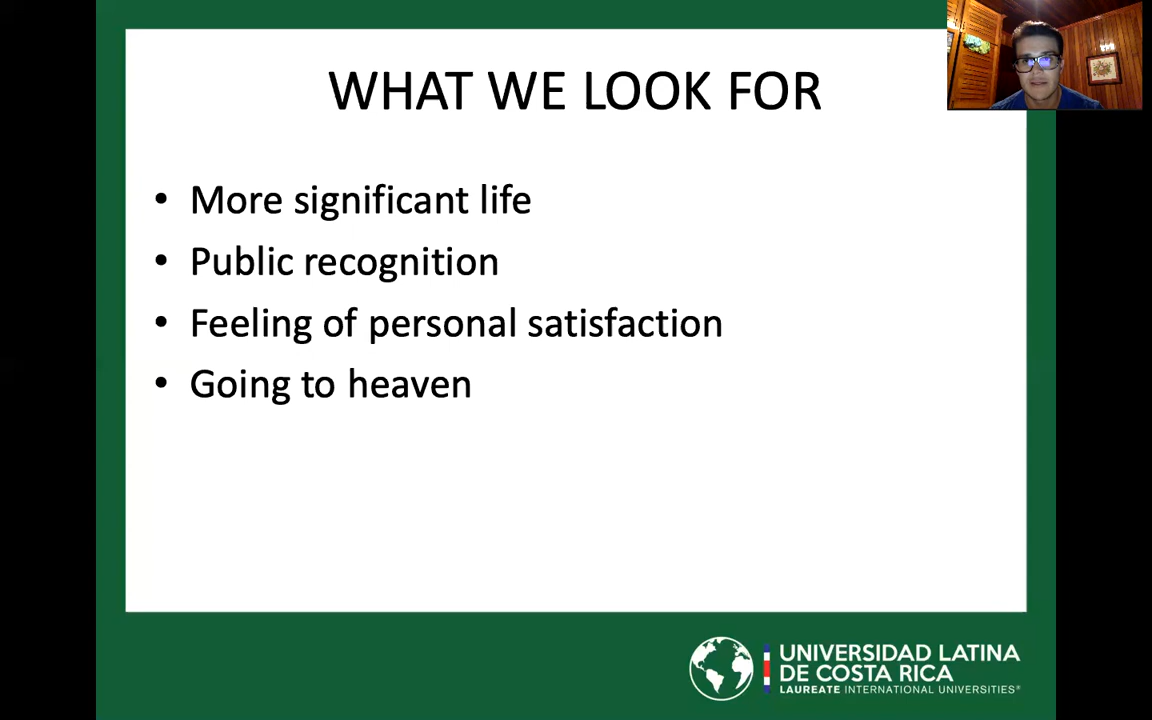 WHAT WE LOOK FOR
• More significant life
• Public recognition
• Feeling of personal satisfaction
• Going to heaven
UNIVERSIDAD LATINA
DE COSTA RICA
LAUREATE INTERNATIONAL UNIVERSITIES®